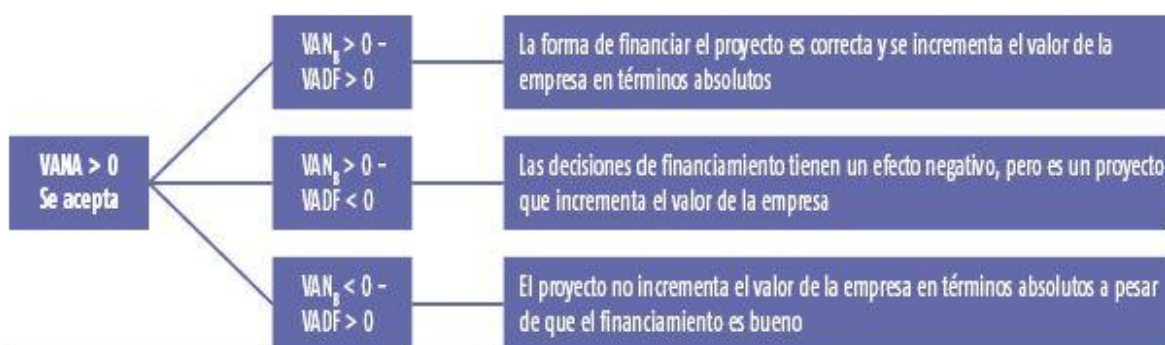 VANA > 0
Se acepta
VAN_B > 0 –
VADF > 0
La forma de financiar el proyecto es correcta y se incrementa el valor de la
empresa en términos absolutos
VAN_B > 0 –
VADF < 0
Las decisiones de financiamiento tienen un efecto negativo, pero es un proyecto
que incrementa el valor de la empresa
VAN_B < 0 –
VADF > 0
El proyecto no incrementa el valor de la empresa en términos absolutos a pesar
de que el financiamiento es bueno